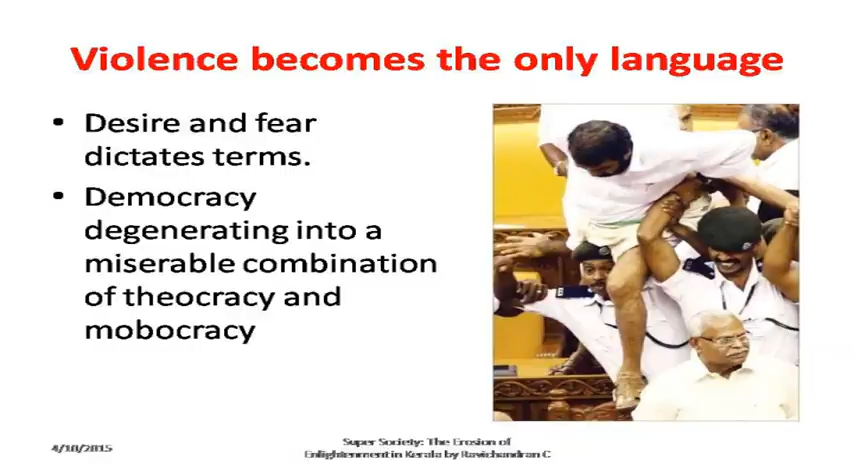 Violence becomes the only language
• Desire and fear
dictates terms.
• Democracy
degenerating into a
miserable combination
of theocracy and
mobocracy
4/10/2015
Super Society: The Erosion of
Enlightenment in Kerala by Ravichandran C